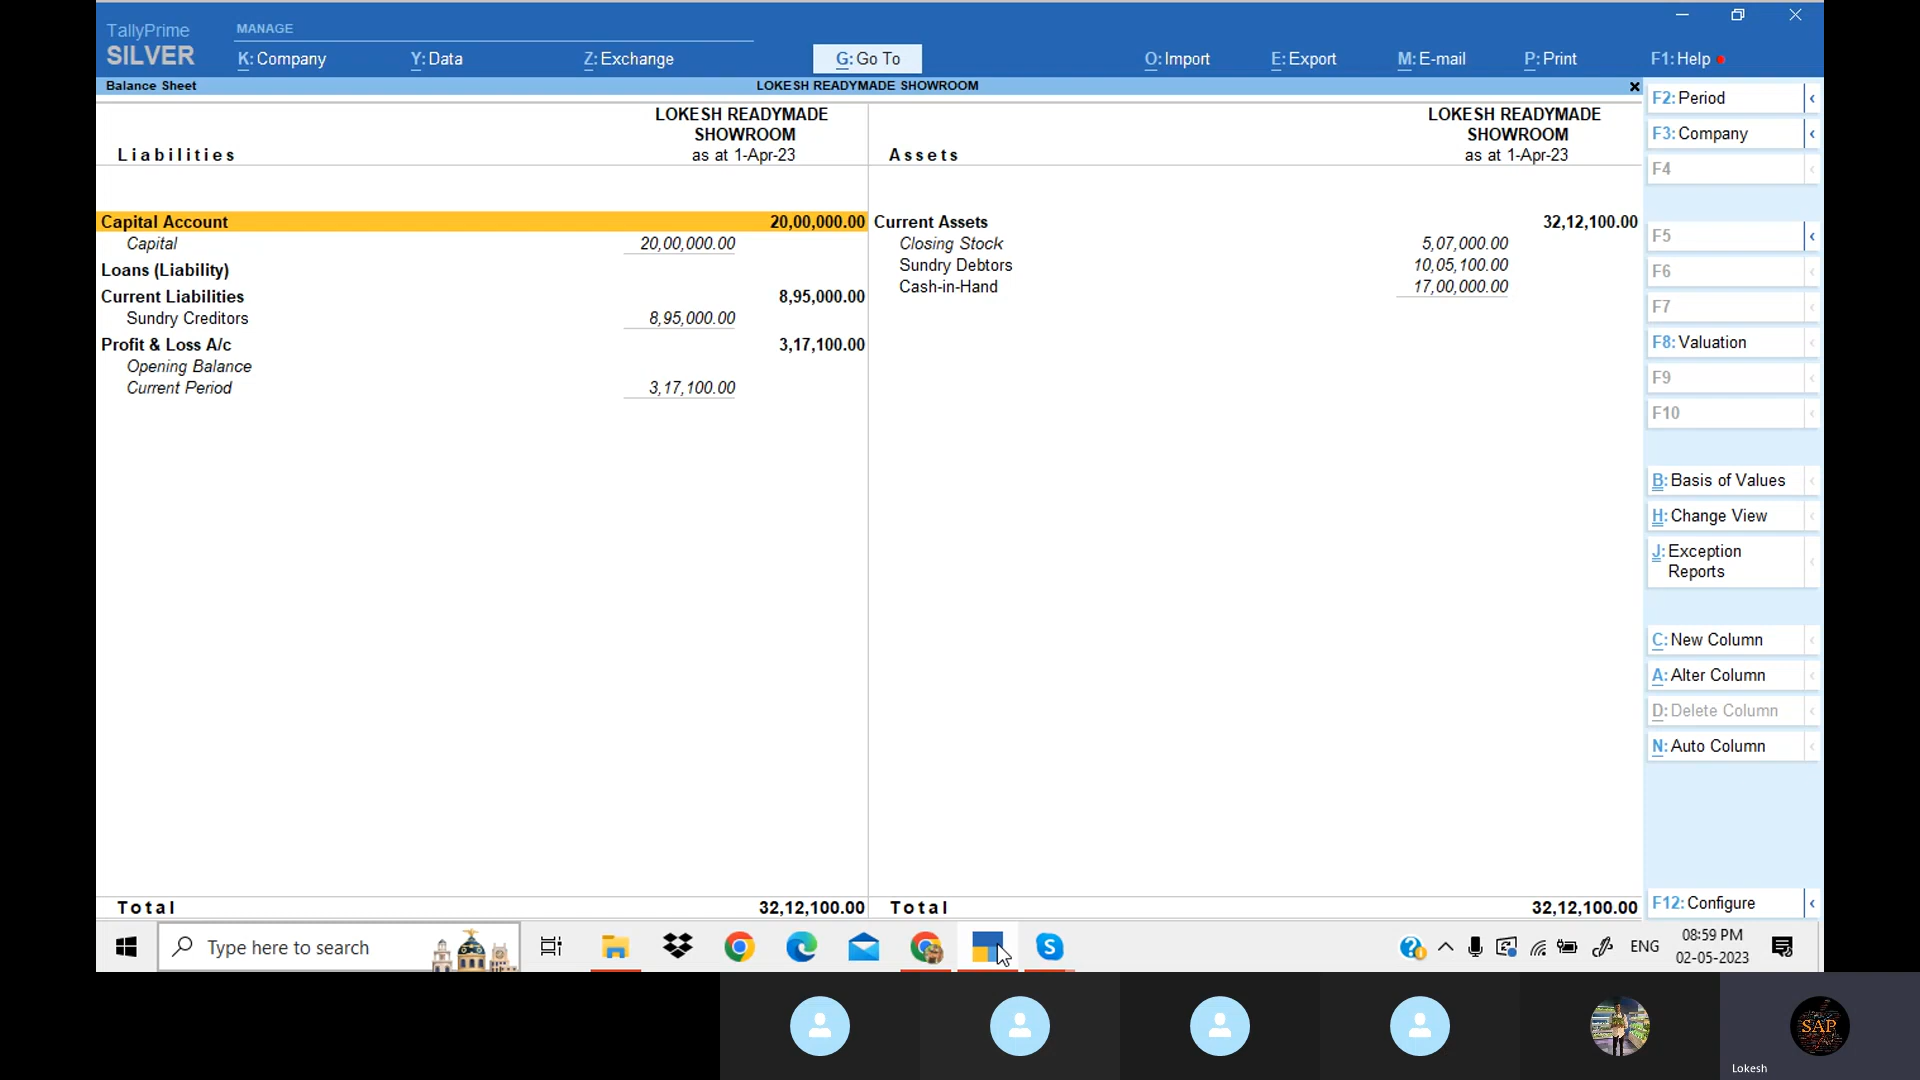 TallyPrime
SILVER
MANAGE
K: Company
Y: Data
Z: Exchange
G: Go To
O: Import
E: Export
M: E-mail
P: Print
F1: Help
Balance Sheet
LOKESH READYMADE SHOWROOM
Liabilities
LOKESH READYMADE
SHOWROOM
as at 1-Apr-23
Assets
LOKESH READYMADE
SHOWROOM
as at 1-Apr-23
Capital Account 20,00,000.00
Capital 20,00,000.00
Loans (Liability)
Current Liabilities 8,95,000.00
Sundry Creditors 8,95,000.00
Profit & Loss A/c 3,17,100.00
Opening Balance
Current Period 3,17,100.00
Total 32,12,100.00
Current Assets 32,12,100.00
Closing Stock 5,07,000.00
Sundry Debtors 10,05,100.00
Cash-in-Hand 17,00,000.00
Total 32,12,100.00
F2: Period
F3: Company
F4
F5
F6
F7
F8: Valuation
F9
F10
B: Basis of Values
H: Change View
J: Exception
Reports
C: New Column
A: Alter Column
D: Delete Column
N: Auto Column
F12: Configure
Type here to search
ENG
08:59 PM
02-05-2023
SAP
Lokesh